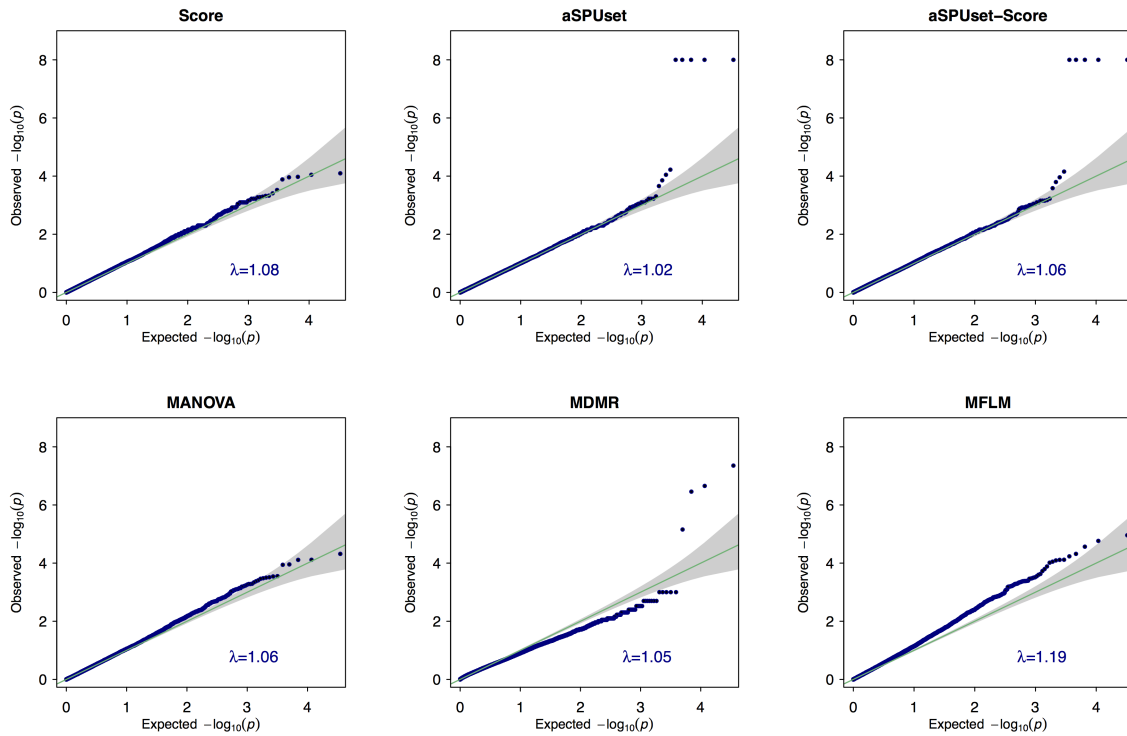 Score
8
6
4
2
0
Observed −log10(p)
λ=1.08
0 1 2 3 4
Expected −log10(p)
aSPUset
8
6
4
2
0
Observed −log10(p)
λ=1.02
0 1 2 3 4
Expected −log10(p)
aSPUset−Score
8
6
4
2
0
Observed −log10(p)
λ=1.06
0 1 2 3 4
Expected −log10(p)
MANOVA
8
6
4
2
0
Observed −log10(p)
λ=1.06
0 1 2 3 4
Expected −log10(p)
MDMR
8
6
4
2
0
Observed −log10(p)
λ=1.05
0 1 2 3 4
Expected −log10(p)
MFLM
8
6
4
2
0
Observed −log10(p)
λ=1.19
0 1 2 3 4
Expected −log10(p)